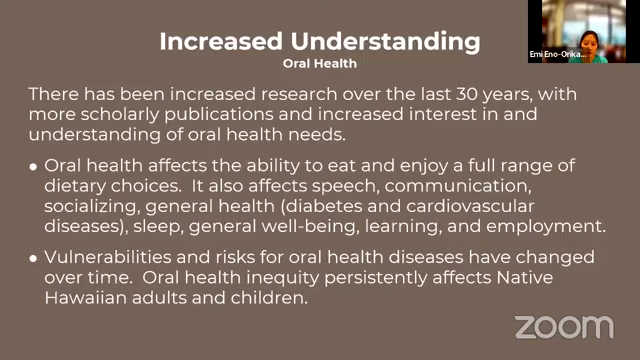 Increased Understanding
Oral Health
Emi Eno-Orika...
There has been increased research over the last 30 years, with
more scholarly publications and increased interest in and
understanding of oral health needs.
● Oral health affects the ability to eat and enjoy a full range of
dietary choices. It also affects speech, communication,
socializing, general health (diabetes and cardiovascular
diseases), sleep, general well-being, learning, and employment.
● Vulnerabilities and risks for oral health diseases have changed
over time. Oral health inequity persistently affects Native
Hawaiian adults and children.
zoom